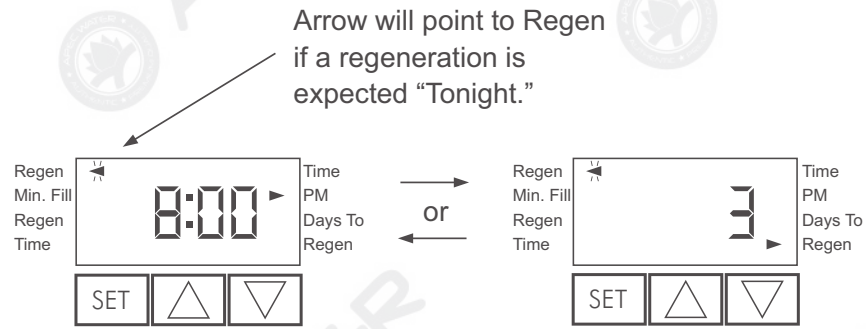 Arrow will point to Regen
if a regeneration is
expected “Tonight.”
Regen
Min. Fill
Regen
Time
8:00
Time
PM
Days To
Regen
SET
or
Regen
Min. Fill
Regen
Time
3
Time
PM
Days To
Regen
SET